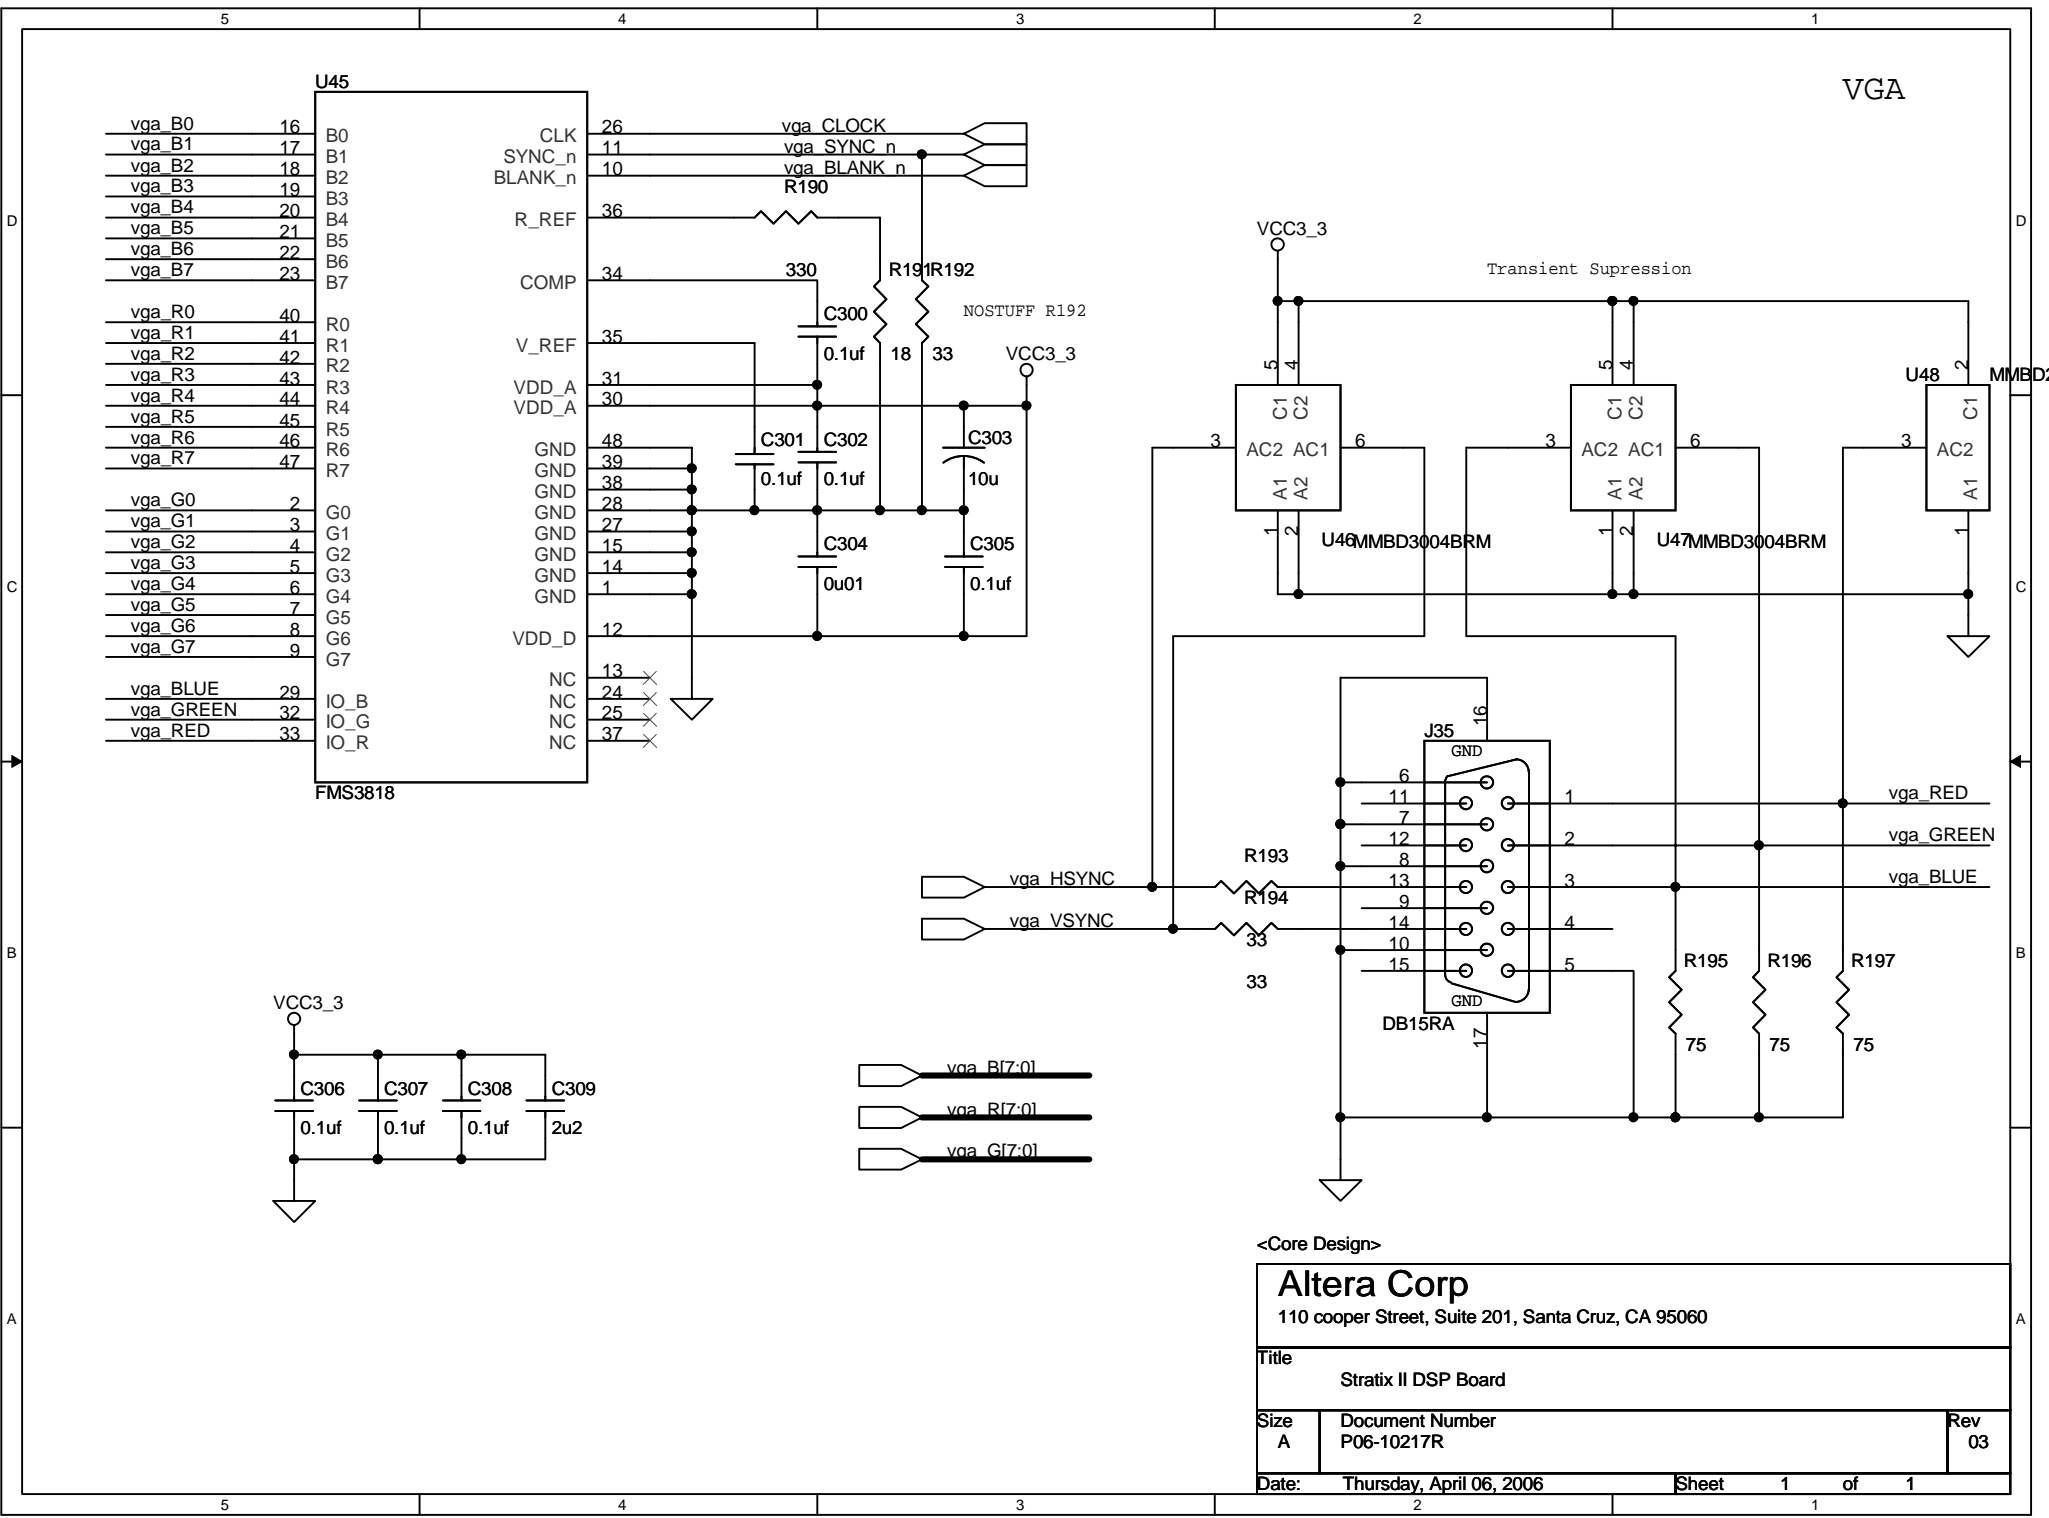 5 4 3 2 1
VGA
U45
vga_B0 16 B0
vga_B1 17 B1
vga_B2 18 B2
vga_B3 19 B3
vga_B4 20 B4
vga_B5 21 B5
vga_B6 22 B6
vga_B7 23 B7
vga_R0 40 R0
vga_R1 41 R1
vga_R2 42 R2
vga_R3 43 R3
vga_R4 44 R4
vga_R5 45 R5
vga_R6 46 R6
vga_R7 47 R7
vga_G0 2 G0
vga_G1 3 G1
vga_G2 4 G2
vga_G3 5 G3
vga_G4 6 G4
vga_G5 7 G5
vga_G6 8 G6
vga_G7 9 G7
vga_BLUE 29 IO_B
vga_GREEN 32 IO_G
vga_RED 33 IO_R
CLK 26 vga_CLOCK
SYNC_n 11 vga_SYNC_n
BLANK_n 10 vga_BLANK_n
R_REF 36
COMP 34
V_REF 35
VDD_A 31
VDD_A 30
GND 48
GND 39
GND 38
GND 28
GND 27
GND 15
GND 14
GND 1
VDD_D 12
NC 13
NC 24
NC 25
NC 37
FMS3818
R190
330
R191
18
R192
33
NOSTUFF R192
VCC3_3
C300
0.1uf
C301
0.1uf
C302
0.1uf
C303
10u
C304
0u01
C305
0.1uf
VCC3_3
Transient Supression
5 4
C1 C2
3 AC2 AC1 6
A1 A2
1 2
U46 MMBD3004BRM
5 4
C1 C2
3 AC2 AC1 6
A1 A2
1 2
U47 MMBD3004BRM
U48 MMBD2
2
C1
3 AC2
A1
1
J35
16
GND
6
11
7
12
8
13
9
14
10
15
1
2
3
4
5
GND
DB15RA
17
vga_RED
vga_GREEN
vga_BLUE
vga_HSYNC
vga_VSYNC
R193
R194
33
33
R195
75
R196
75
R197
75
VCC3_3
C306
0.1uf
C307
0.1uf
C308
0.1uf
C309
2u2
vga_B[7:0]
vga_R[7:0]
vga_G[7:0]
D D
C C
B B
A A
<Core Design>
Altera Corp
110 cooper Street, Suite 201, Santa Cruz, CA 95060
Title
Stratix II DSP Board
Size
A
Document Number
P06-10217R
Rev
03
Date: Thursday, April 06, 2006
Sheet 1 of 1
5 4 3 2 1